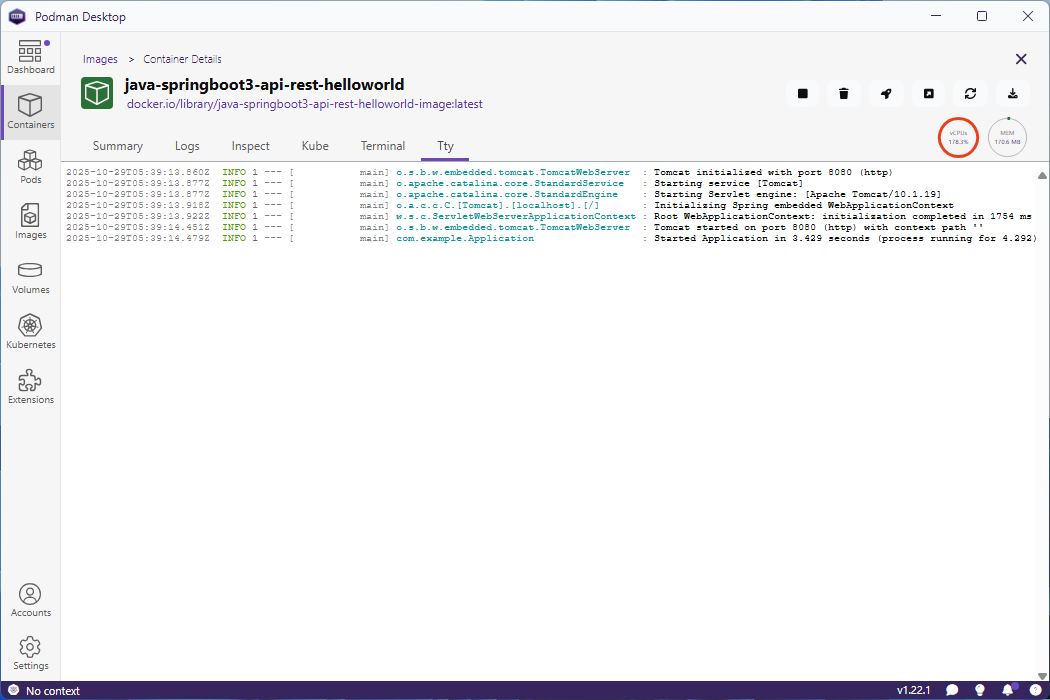 Podman Desktop
Dashboard
Containers
Pods
Images
Volumes
Kubernetes
Extensions
Accounts
Settings
Images > Container Details
java-springboot3-api-rest-helloworld
docker.io/library/java-springboot3-api-rest-helloworld-image:latest
vCPUs
178.3%
MEM
170.6 MB
Summary Logs Inspect Kube Terminal Tty
2025-10-29T05:39:13.860Z INFO 1 --- [ main] o.s.b.w.embedded.tomcat.TomcatWebServer : Tomcat initialized with port 8080 (http)
2025-10-29T05:39:13.877Z INFO 1 --- [ main] o.apache.catalina.core.StandardService : Starting service [Tomcat]
2025-10-29T05:39:13.877Z INFO 1 --- [ main] o.apache.catalina.core.StandardEngine : Starting Servlet engine: [Apache Tomcat/10.1.19]
2025-10-29T05:39:13.918Z INFO 1 --- [ main] o.a.c.c.C.[Tomcat].[localhost].[/] : Initializing Spring embedded WebApplicationContext
2025-10-29T05:39:13.922Z INFO 1 --- [ main] w.s.c.ServletWebServerApplicationContext : Root WebApplicationContext: initialization completed in 1754 ms
2025-10-29T05:39:14.451Z INFO 1 --- [ main] o.s.b.w.embedded.tomcat.TomcatWebServer : Tomcat started on port 8080 (http) with context path ''
2025-10-29T05:39:14.479Z INFO 1 --- [ main] com.example.Application : Started Application in 3.429 seconds (process running for 4.292)
No context
v1.22.1